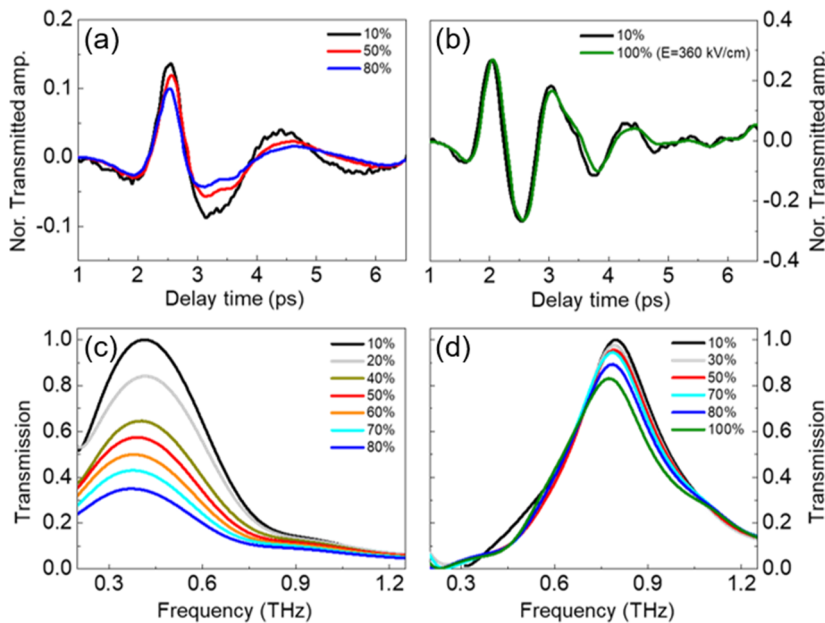 (a)
10%
50%
80%
0.2
0.1
0.0
-0.1
Nor. Transmitted amp.
1 2 3 4 5 6
Delay time (ps)
(b)
10%
100% (E=360 kV/cm)
0.4
0.2
0.0
-0.2
-0.4
Nor. Transmitted amp.
1 2 3 4 5 6
Delay time (ps)
(c)
10%
20%
40%
50%
60%
70%
80%
1.0
0.8
0.6
0.4
0.2
0.0
Transmission
0.3 0.6 0.9 1.2
Frequency (THz)
(d)
10%
30%
50%
70%
80%
100%
1.0
0.8
0.6
0.4
0.2
0.0
Transmission
0.3 0.6 0.9 1.2
Frequency (THz)